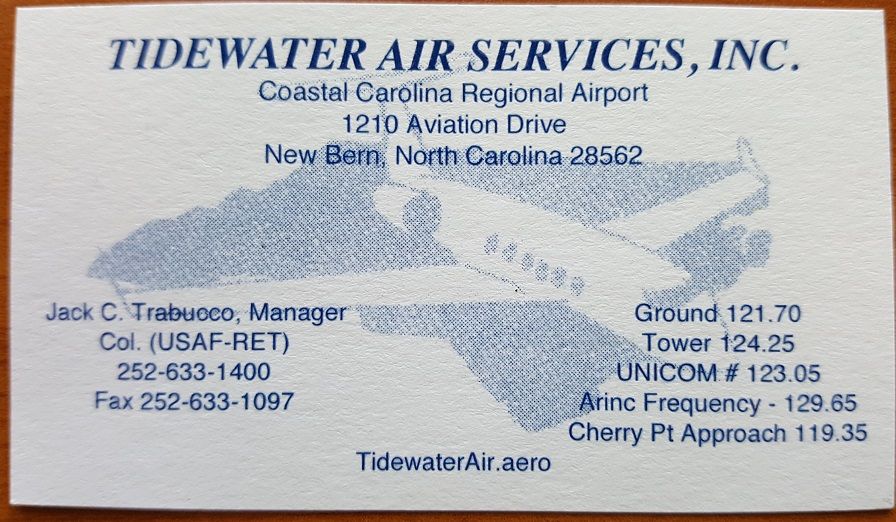 TIDEWATER AIR SERVICES, INC.
Coastal Carolina Regional Airport
1210 Aviation Drive
New Bern, North Carolina 28562
Jack C. Trabucco, Manager
Col. (USAF-RET)
252-633-1400
Fax 252-633-1097
Ground 121.70
Tower 124.25
UNICOM # 123.05
Arinc Frequency - 129.65
Cherry Pt Approach 119.35
TidewaterAir.aero